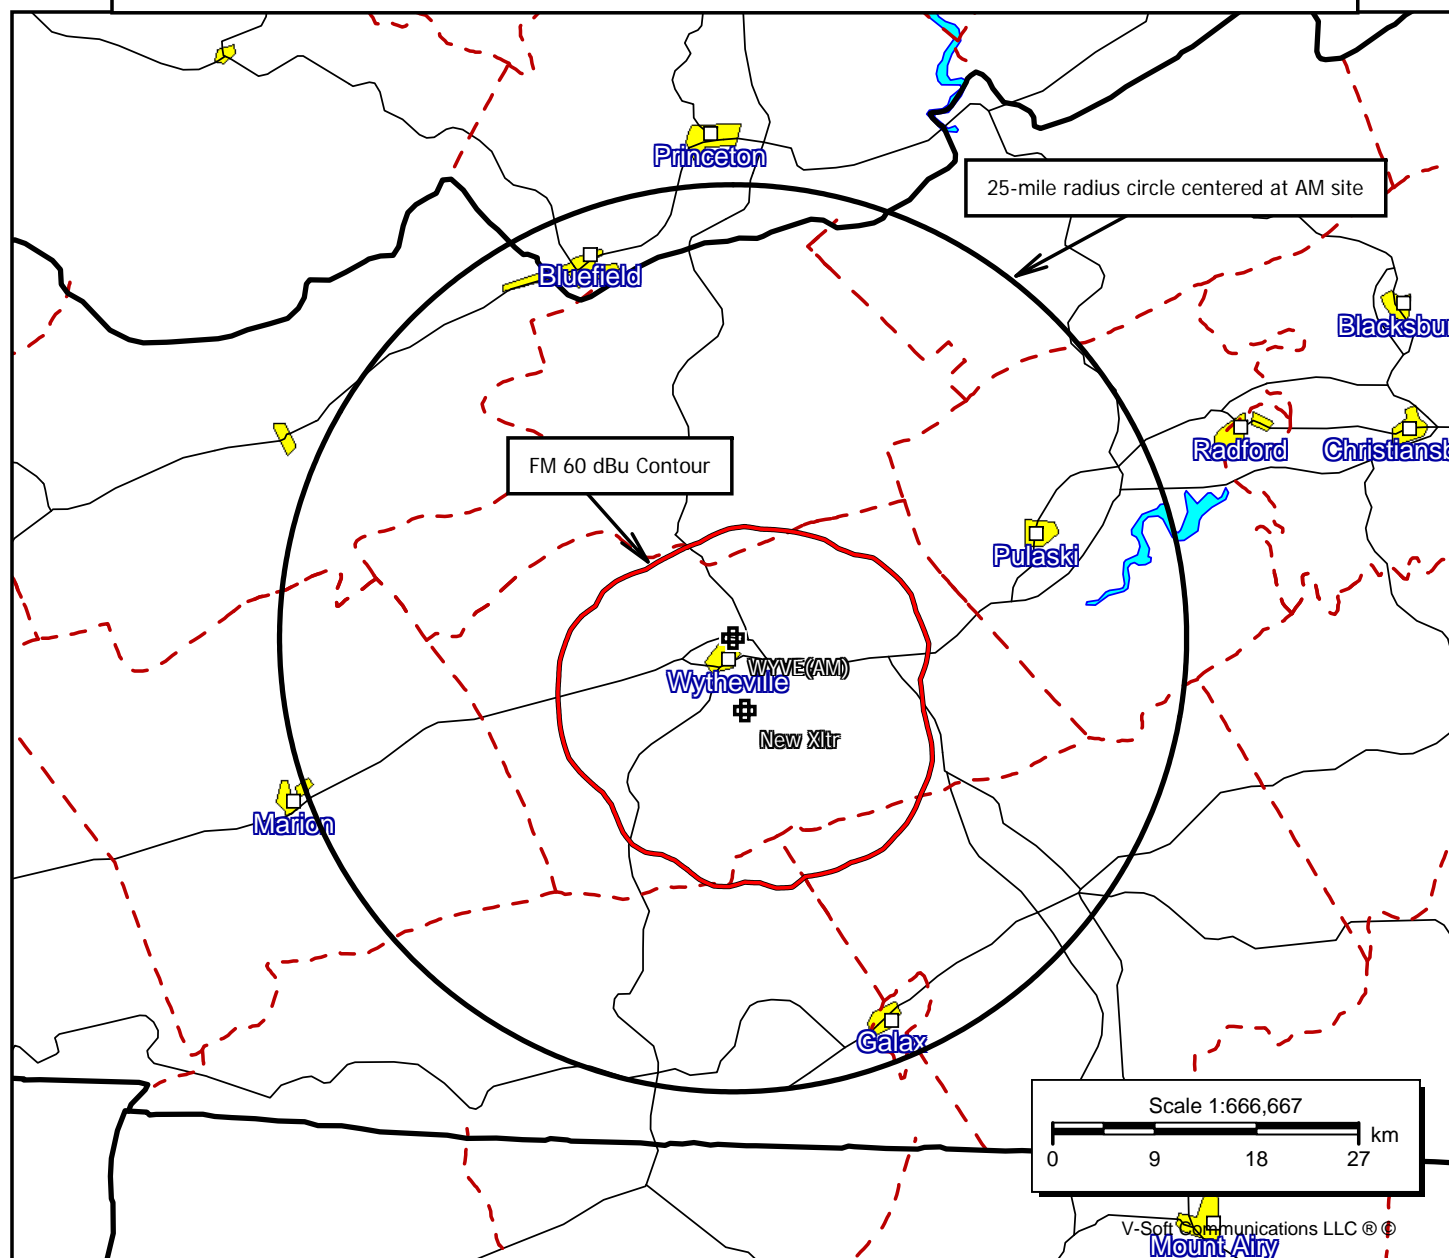 Princeton
25-mile radius circle centered at AM site
Bluefield
Blacksbur
Radford
Christiansb
FM 60 dBu Contour
Pulaski
WYVE(AM)
Wytheville
New Xltr
Marion
Galax
Scale 1:666,667
km
0 9 18 27
V-Soft Communications LLC ® ©
Mount Airy